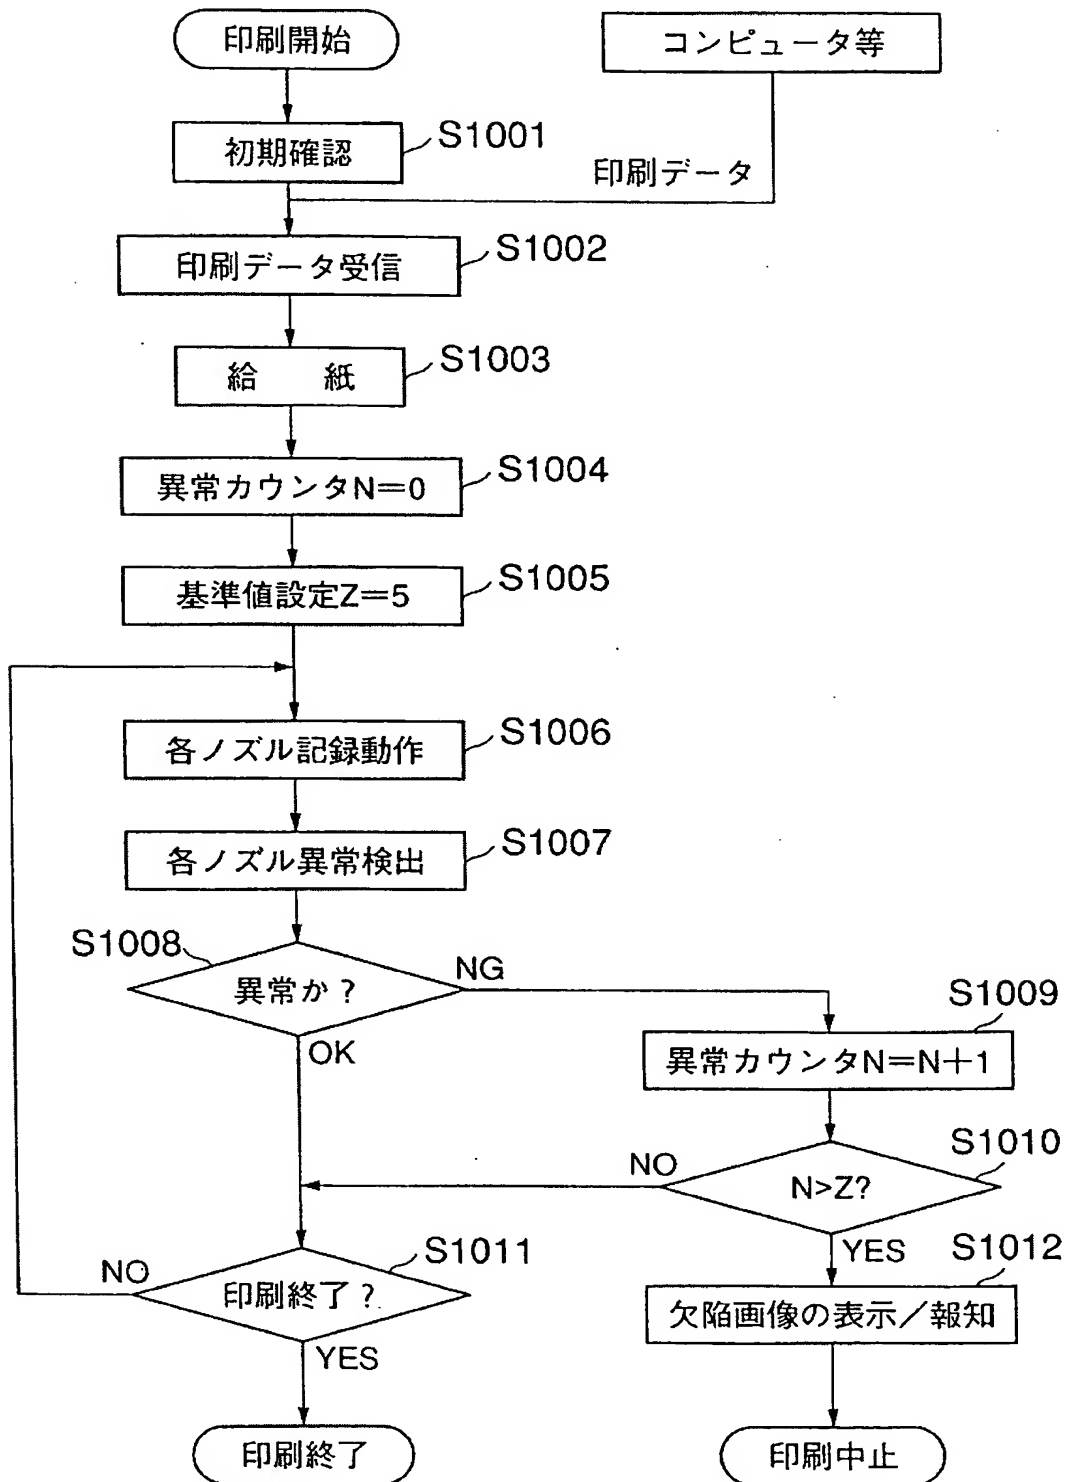 印刷開始
コンピュータ等
初期確認
S1001
印刷データ
印刷データ受信
S1002
給　紙
S1003
異常カウンタN＝0
S1004
基準値設定Z＝5
S1005
各ノズル記録動作
S1006
各ノズル異常検出
S1007
S1008
異常か？
NG
OK
S1009
異常カウンタN＝N＋1
S1010
N>Z?
NO
YES
S1011
印刷終了？
NO
YES
S1012
欠陥画像の表示／報知
印刷終了
印刷中止